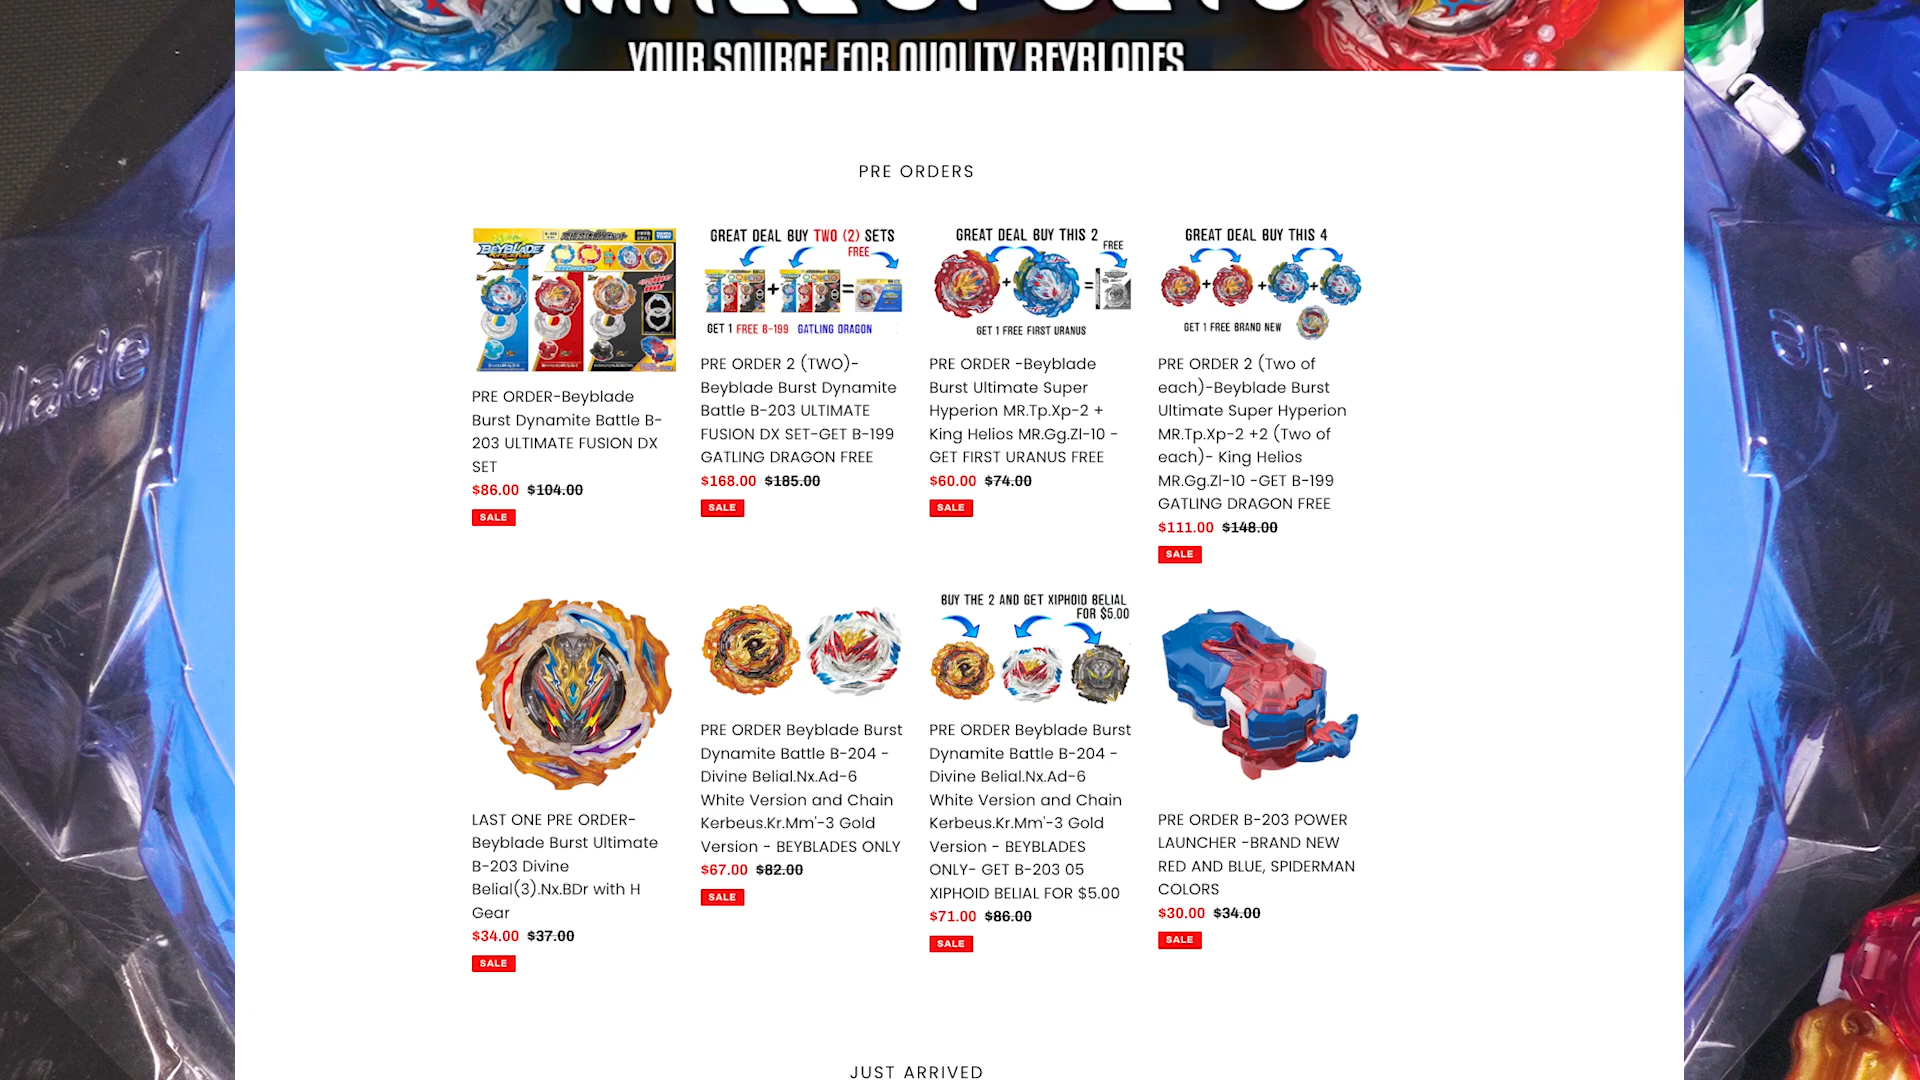 YOUR SOURCE FOR QUALITY BEYBLADES
PRE ORDERS
BEYBLADE
PRE ORDER-Beyblade
Burst Dynamite Battle B-
203 ULTIMATE FUSION DX
SET
$86.00 $104.00
SALE
GREAT DEAL BUY TWO (2) SETS
FREE
+
=
GET 1 FREE B-199 GATLING DRAGON
PRE ORDER 2 (TWO)-
Beyblade Burst Dynamite
Battle B-203 ULTIMATE
FUSION DX SET-GET B-199
GATLING DRAGON FREE
$168.00 $185.00
SALE
GREAT DEAL BUY THIS 2
FREE
+
=
GET 1 FREE FIRST URANUS
PRE ORDER -Beyblade
Burst Ultimate Super
Hyperion MR.Tp.Xp-2 +
King Helios MR.Gg.Zl-10 -
GET FIRST URANUS FREE
$60.00 $74.00
SALE
GREAT DEAL BUY THIS 4
+ + +
GET 1 FREE BRAND NEW
PRE ORDER 2 (Two of
each)-Beyblade Burst
Ultimate Super Hyperion
MR.Tp.Xp-2 +2 (Two of
each)- King Helios
MR.Gg.Zl-10 -GET B-199
GATLING DRAGON FREE
$111.00 $148.00
SALE
LAST ONE PRE ORDER-
Beyblade Burst Ultimate
B-203 Divine
Belial(3).Nx.BDr with H
Gear
$34.00 $37.00
SALE
PRE ORDER Beyblade Burst
Dynamite Battle B-204 -
Divine Belial.Nx.Ad-6
White Version and Chain
Kerbeus.Kr.Mm'-3 Gold
Version - BEYBLADES ONLY
$67.00 $82.00
SALE
BUY THE 2 AND GET XIPHOID BELIAL
FOR $5.00
PRE ORDER Beyblade Burst
Dynamite Battle B-204 -
Divine Belial.Nx.Ad-6
White Version and Chain
Kerbeus.Kr.Mm'-3 Gold
Version - BEYBLADES
ONLY- GET B-203 05
XIPHOID BELIAL FOR $5.00
$71.00 $86.00
SALE
PRE ORDER B-203 POWER
LAUNCHER -BRAND NEW
RED AND BLUE, SPIDERMAN
COLORS
$30.00 $34.00
SALE
JUST ARRIVED